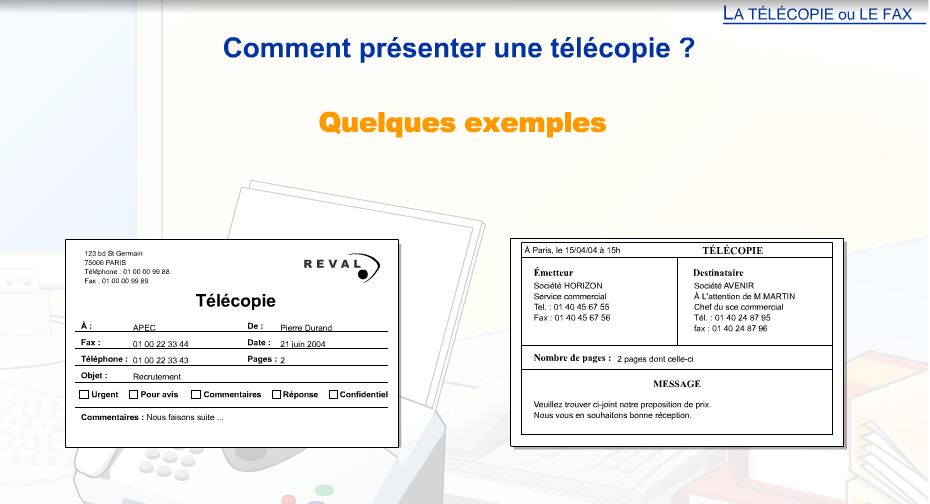 LA TÉLÉCOPIE ou LE FAX
Comment présenter une télécopie ?
Quelques exemples
123 bd St Germain
75006 PARIS
Téléphone : 01 00 00 99 88
Fax : 01 00 00 99 89
REVAL
Télécopie
À : APEC De : Pierre Durand
Fax : 01 00 22 33 44 Date : 21 juin 2004
Téléphone : 01 00 22 33 43 Pages : 2
Objet : Recrutement
Urgent Pour avis Commentaires Réponse Confidentiel
Commentaires : Nous faisons suite ...
À Paris, le 15/04/04 à 15h TÉLÉCOPIE
Émetteur
Société HORIZON
Service commercial
Tel. : 01 40 45 67 55
Fax : 01 40 45 67 56
Destinataire
Société AVENIR
À L'attention de M.MARTIN
Chef du sce commercial
Tél. : 01 40 24 87 95
fax : 01 40 24 87 96
Nombre de pages : 2 pages dont celle-ci
MESSAGE
Veuillez trouver ci-joint notre proposition de prix.
Nous vous en souhaitons bonne réception.